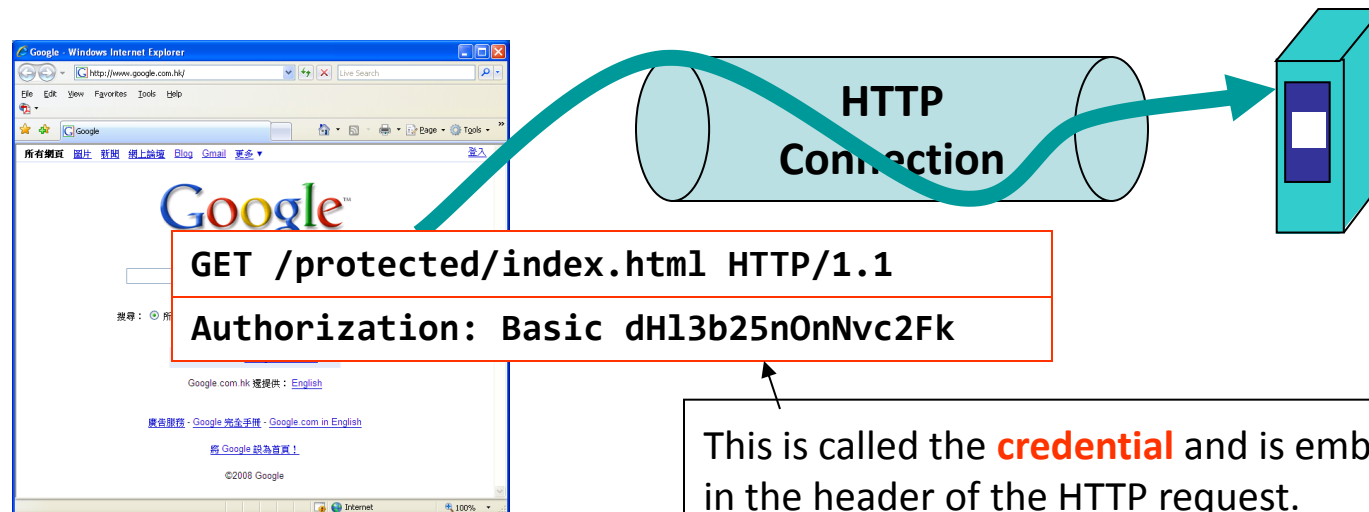 Google - Windows Internet Explorer
http://www.google.com.hk/
Live Search
File Edit View Favorites Tools Help
Google
Page Tools
所有網頁 圖片 新聞 網上論壇 Blog Gmail 更多 ▼
登入
Google™
HTTP
Connection
GET /protected/index.html HTTP/1.1
搜尋： 所
Authorization: Basic dHl3b25nOnNvc2Fk
Google.com.hk 還提供： English
廣告服務 - Google 完全手冊 - Google.com in English
將 Google 設為首頁！
©2008 Google
Internet
100%
This is called the credential and is emb
in the header of the HTTP request.